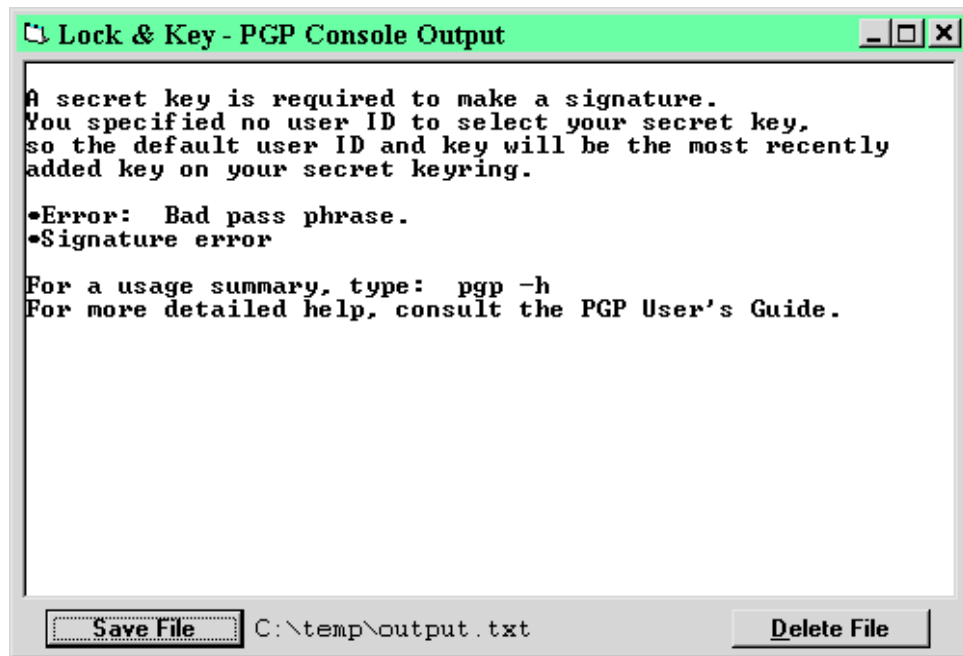 Lock & Key - PGP Console Output
A secret key is required to make a signature.
You specified no user ID to select your secret key,
so the default user ID and key will be the most recently
added key on your secret keyring.
•Error:  Bad pass phrase.
•Signature error
For a usage summary, type:  pgp -h
For more detailed help, consult the PGP User's Guide.
Save File C:\temp\output.txt Delete File